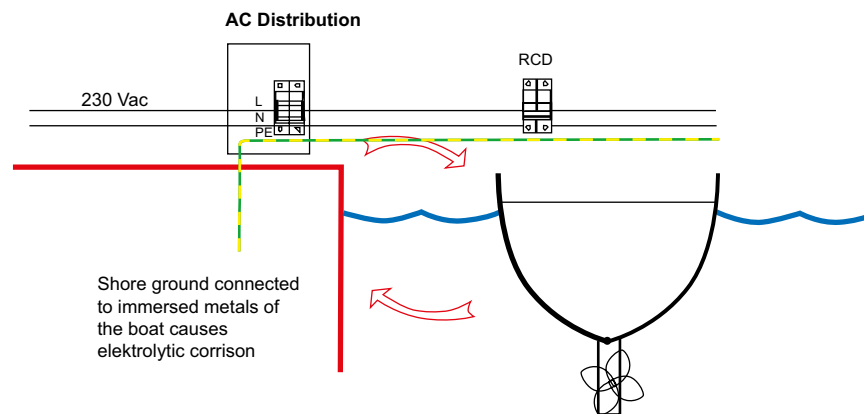 AC Distribution
RCD
230 Vac
L
N
PE
Shore ground connected
to immersed metals of
the boat causes
elektrolytic corrison